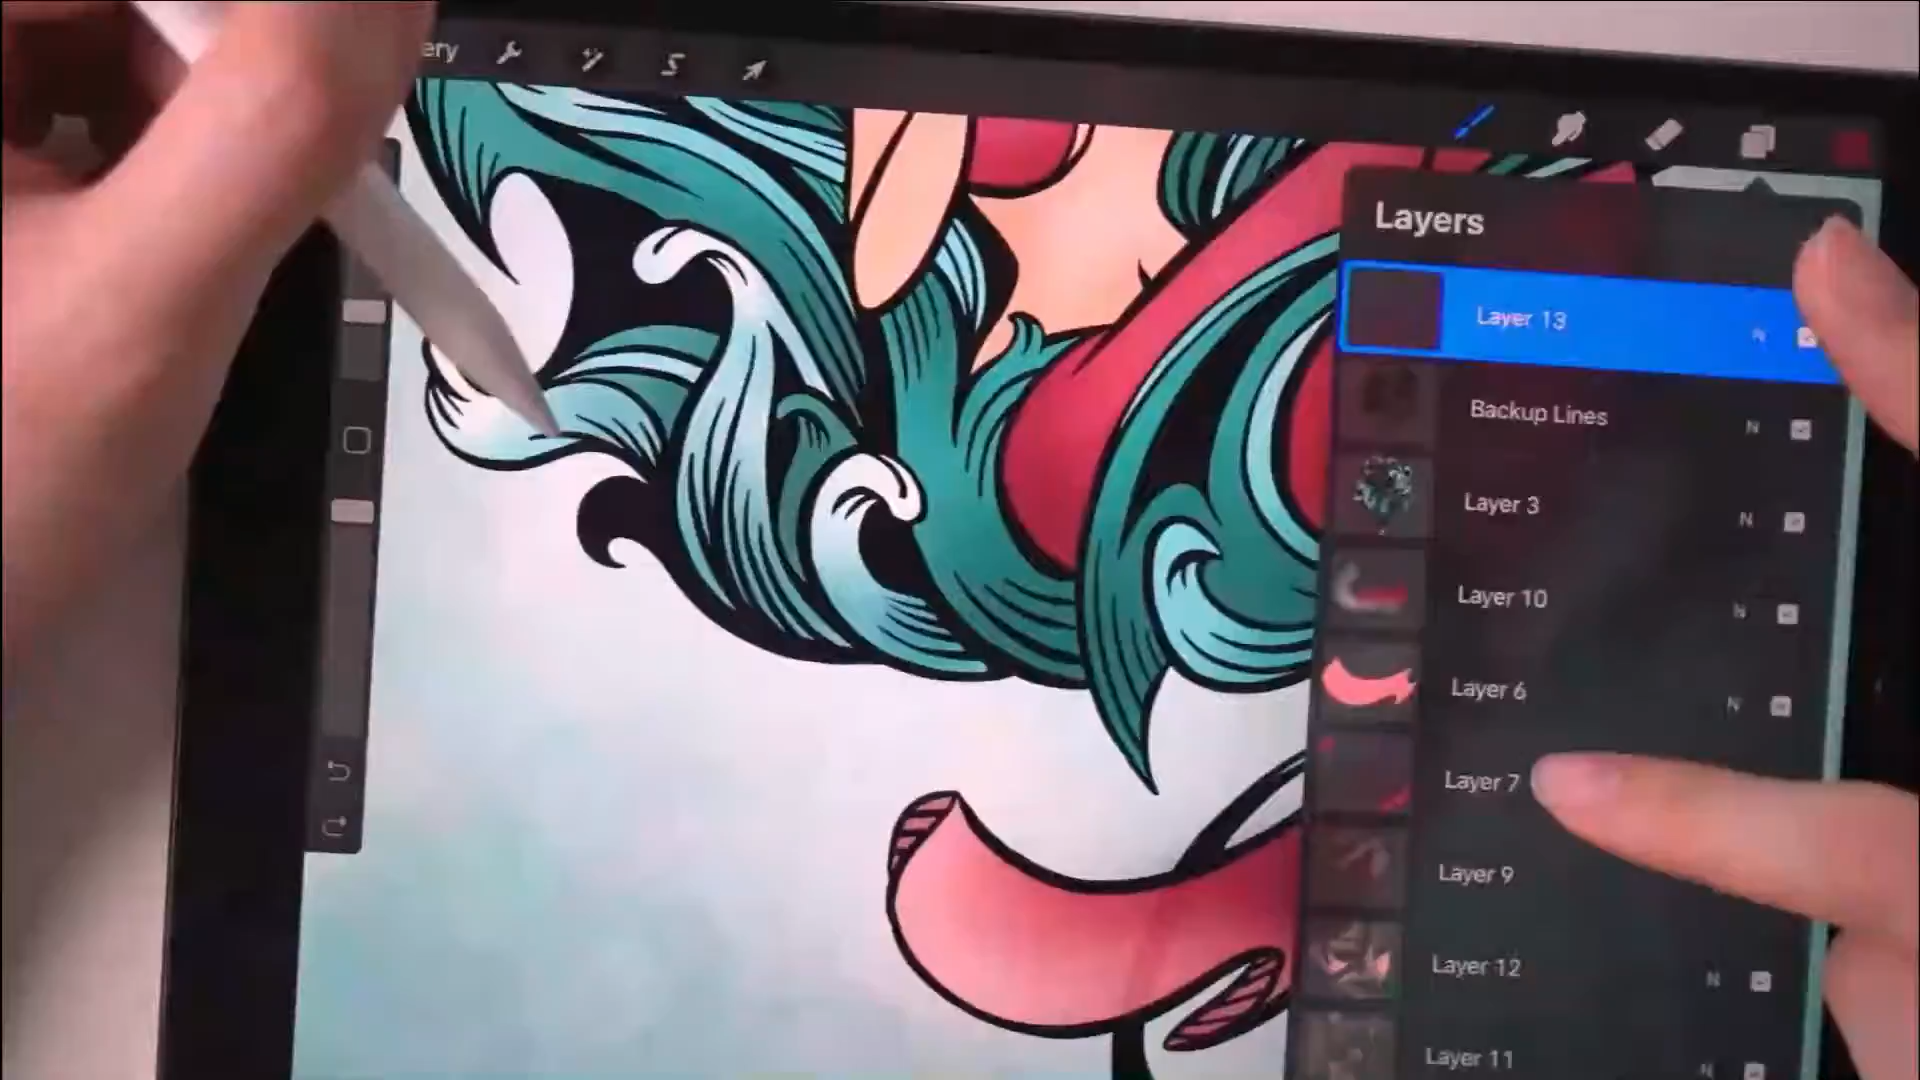 ery
Layers
Layer 13
N
Backup Lines
N
Layer 3
N
Layer 10
N
Layer 6
N
Layer 7
Layer 9
Layer 12
N
Layer 11
N